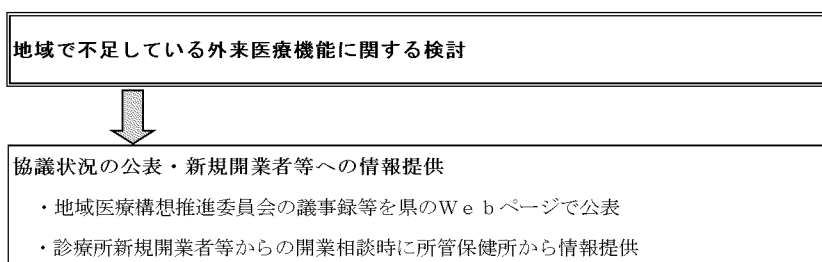 地域で不足している外来医療機能に関する検討
協議状況の公表・新規開業者等への情報提供
・地域医療構想推進委員会の議事録等を県のＷｅｂページで公表
・診療所新規開業者等からの開業相談時に所管保健所から情報提供